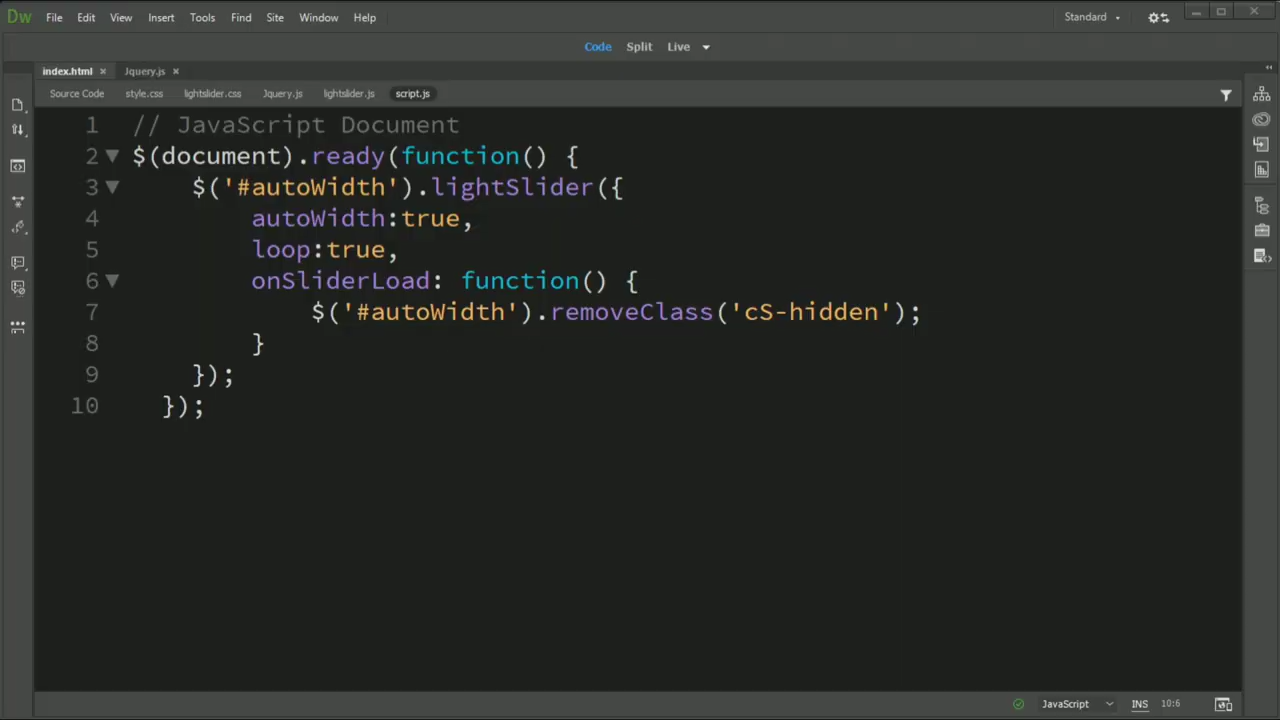 Dw File Edit View Insert Tools Find Site Window Help Standard
Code Split Live
index.html × Jquery.js ×
Source Code style.css lightslider.css Jquery.js lightslider.js script.js
1 // JavaScript Document
2 $(document).ready(function() {
3 $('#autoWidth').lightSlider({
4 autoWidth:true,
5 loop:true,
6 onSliderLoad: function() {
7 $('#autoWidth').removeClass('cS-hidden');
8 }
9 });
10 });
JavaScript INS 10:6